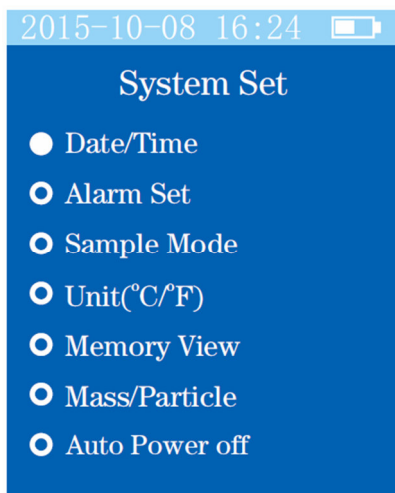 2015-10-08 16:24
System Set
Date/Time
Alarm Set
Sample Mode
Unit(°C/°F)
Memory View
Mass/Particle
Auto Power off